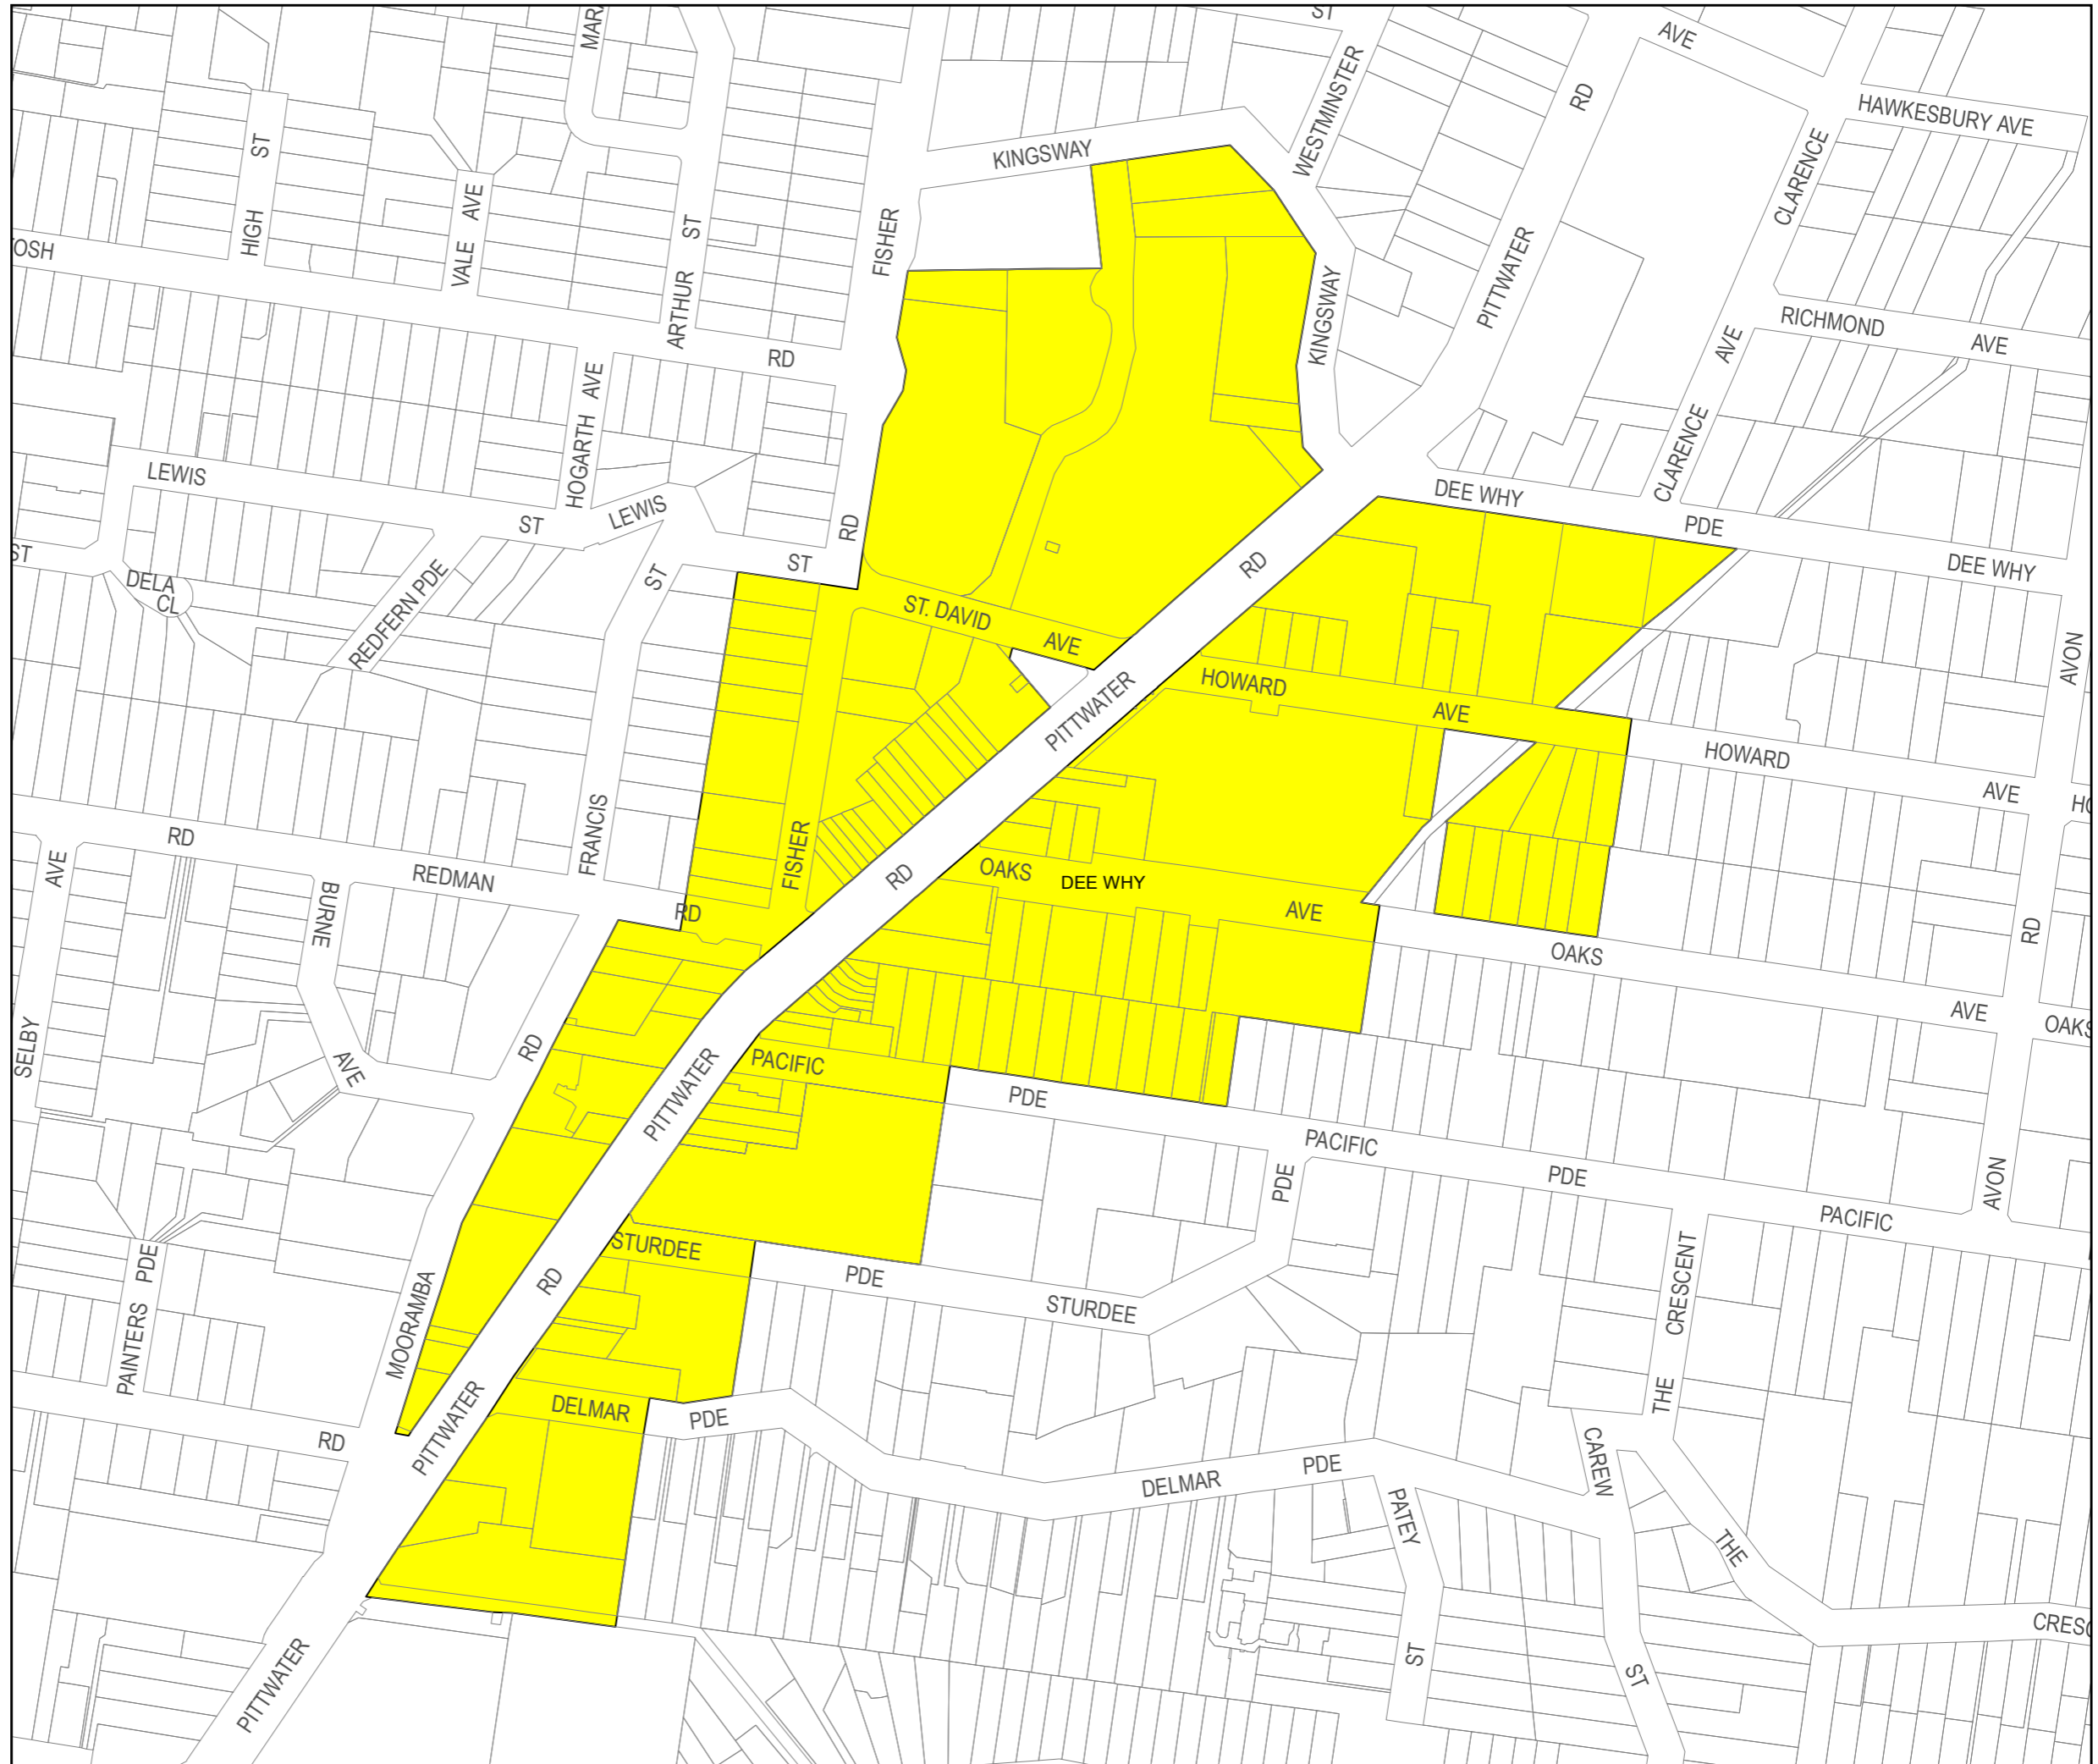 ST
AVE
WESTMINSTER
RD
HAWKESBURY AVE
KINGSWAY
HIGH ST
VALE AVE
ARTHUR ST
FISHER
CLARENCE
PITTWATER
KINGSWAY
RICHMOND
AVE
AVE
RD
HOGARTH AVE
CLARENCE
LEWIS
ST
LEWIS
DEE WHY
PDE
DEE WHY
RD
ST
ST
ST
DELA
CL
REDFERN PDE
RD
ST. DAVID
AVE
AVON
HOWARD
AVE
PITTWATER
HOWARD
AVE
FRANCIS
FISHER
RD
AVE
REDMAN
RD
BURNE
OAKS
DEE WHY
AVE
RD
RD
OAKS
AVE
OAKS
SELBY
AVE
RD
PITTWATER
PACIFIC
PDE
PACIFIC
PDE
PDE
AVON
PACIFIC
STURDEE
PDE
STURDEE
RD
PAINTERS PDE
MOORAMBA
THE CRESCENT
DELMAR
PDE
RD
PITTWATER
DELMAR
PDE
CAREW
PATEY
THE
ST
ST
PITTWATER